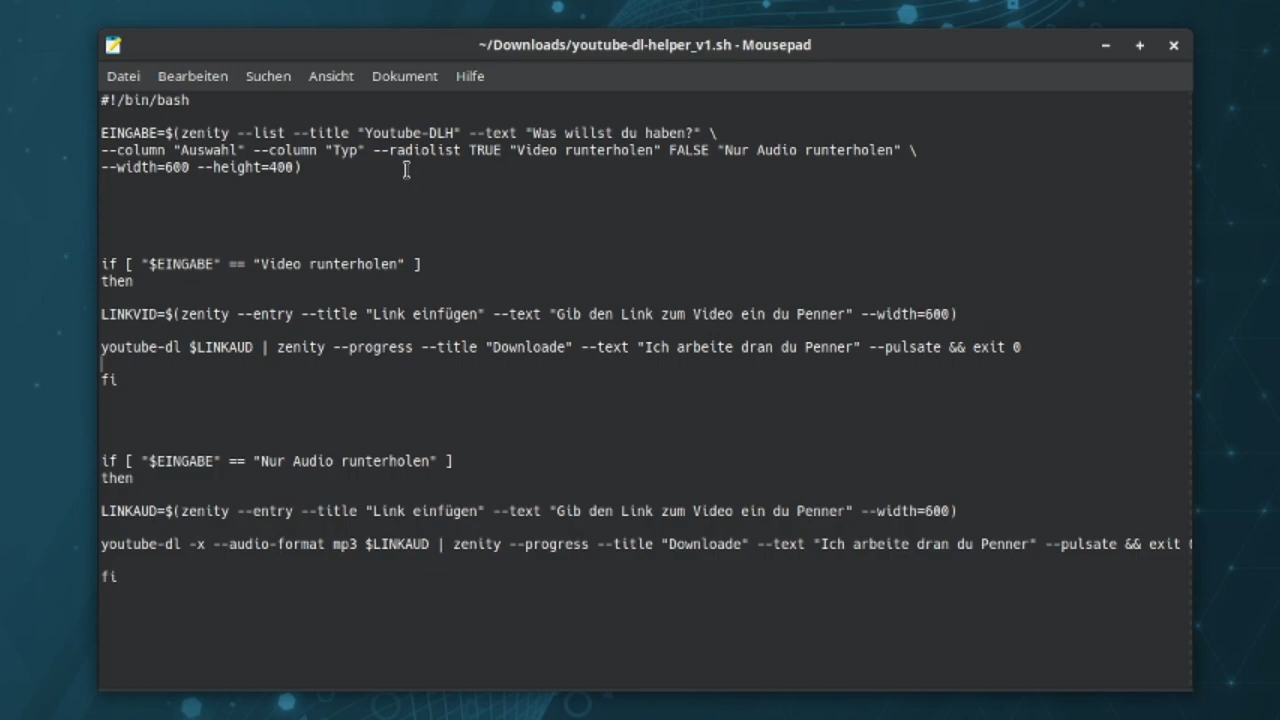 ~/Downloads/youtube-dl-helper_v1.sh - Mousepad
Datei Bearbeiten Suchen Ansicht Dokument Hilfe
#!/bin/bash
EINGABE=$(zenity --list --title "Youtube-DLH" --text "Was willst du haben?" \
--column "Auswahl" --column "Typ" --radiolist TRUE "Video runterholen" FALSE "Nur Audio runterholen" \
--width=600 --height=400)
if [ "$EINGABE" == "Video runterholen" ]
then
LINKVID=$(zenity --entry --title "Link einfügen" --text "Gib den Link zum Video ein du Penner" --width=600)
youtube-dl $LINKAUD | zenity --progress --title "Downloade" --text "Ich arbeite dran du Penner" --pulsate && exit 0
fi
if [ "$EINGABE" == "Nur Audio runterholen" ]
then
LINKAUD=$(zenity --entry --title "Link einfügen" --text "Gib den Link zum Video ein du Penner" --width=600)
youtube-dl -x --audio-format mp3 $LINKAUD | zenity --progress --title "Downloade" --text "Ich arbeite dran du Penner" --pulsate && exit 0
fi